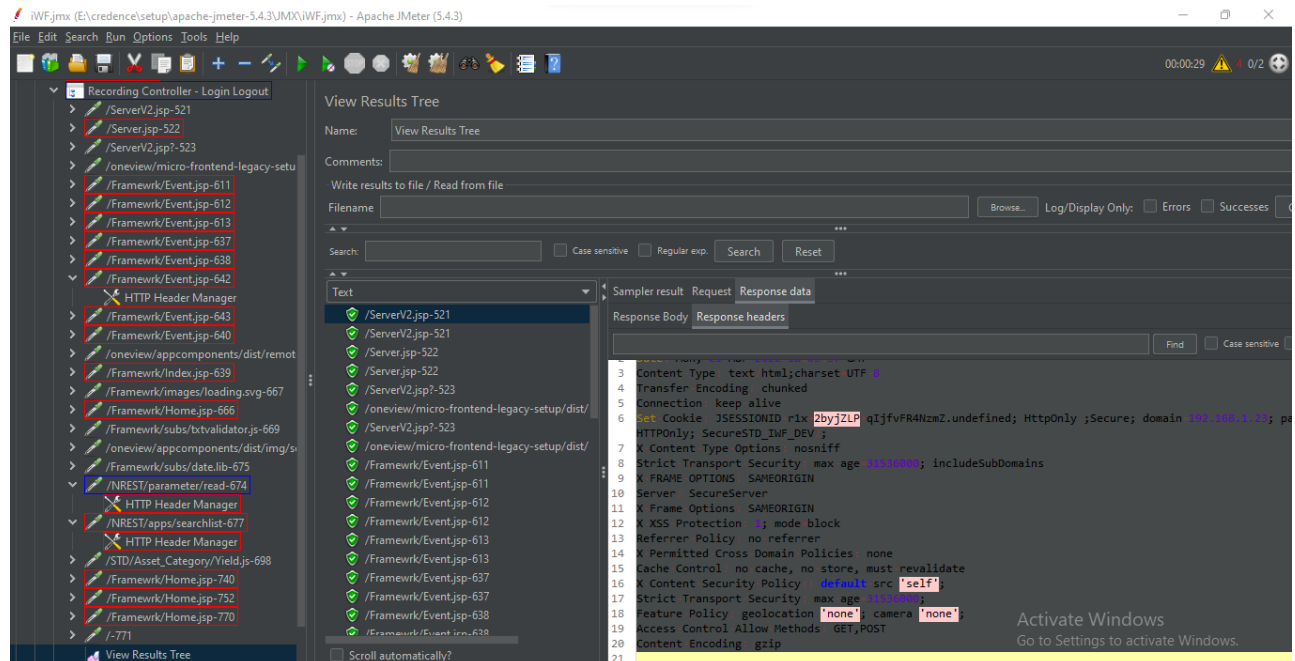 iWF.jmx (E:\credence\setup\apache-jmeter-5.4.3\JMX\iWF.jmx) - Apache JMeter (5.4.3)
File Edit Search Run Options Tools Help
00:00:29 4 0/2
Recording Controller - Login Logout
/ServerV2.jsp-521
/Server.jsp-522
/ServerV2.jsp?-523
/oneview/micro-frontend-legacy-setu
/Framewrk/Event.jsp-611
/Framewrk/Event.jsp-612
/Framewrk/Event.jsp-613
/Framewrk/Event.jsp-637
/Framewrk/Event.jsp-638
/Framewrk/Event.jsp-642
HTTP Header Manager
/Framewrk/Event.jsp-643
/Framewrk/Event.jsp-640
/oneview/appcomponents/dist/remot
/Framewrk/Index.jsp-639
/Framewrk/images/loading.svg-667
/Framewrk/Home.jsp-666
/Framewrk/subs/txtvalidator.js-669
/oneview/appcomponents/dist/img/s
/Framewrk/subs/date.lib-675
/NREST/parameter/read-674
HTTP Header Manager
/NREST/apps/searchlist-677
HTTP Header Manager
/STD/Asset_Category/Yield.js-698
/Framewrk/Home.jsp-740
/Framewrk/Home.jsp-752
/Framewrk/Home.jsp-770
/-771
View Results Tree
View Results Tree
Name: View Results Tree
Comments:
Write results to file / Read from file
Filename Browse... Log/Display Only: Errors Successes
Search: Case sensitive Regular exp. Search Reset
Text
/ServerV2.jsp-521
/ServerV2.jsp-521
/Server.jsp-522
/Server.jsp-522
/ServerV2.jsp?-523
/oneview/micro-frontend-legacy-setup/dist/
/ServerV2.jsp?-523
/oneview/micro-frontend-legacy-setup/dist/
/Framewrk/Event.jsp-611
/Framewrk/Event.jsp-611
/Framewrk/Event.jsp-612
/Framewrk/Event.jsp-612
/Framewrk/Event.jsp-613
/Framewrk/Event.jsp-613
/Framewrk/Event.jsp-637
/Framewrk/Event.jsp-637
/Framewrk/Event.jsp-638
/Framewrk/Event.jsp-638
Scroll automatically?
Sampler result Request Response data
Response Body Response headers
Find Case sensitive
3 Content Type text html;charset UTF 8
4 Transfer Encoding chunked
5 Connection keep alive
6 Set Cookie JSESSIONID r1x 2byjZLP qIjfvFR4NzmZ.undefined; HttpOnly ;Secure; domain 192.168.1.23; pa
HTTPOnly; SecureSTD_IWF_DEV ;
7 X Content Type Options nosniff
8 Strict Transport Security max age 31536000; includeSubDomains
9 X FRAME OPTIONS SAMEORIGIN
10 Server SecureServer
11 X Frame Options SAMEORIGIN
12 X XSS Protection 1; mode block
13 Referrer Policy no referrer
14 X Permitted Cross Domain Policies none
15 Cache Control no cache, no store, must revalidate
16 X Content Security Policy default src 'self';
17 Strict Transport Security max age 31536000;
18 Feature Policy geolocation 'none'; camera 'none';
19 Access Control Allow Methods GET,POST
20 Content Encoding gzip
21
Activate Windows
Go to Settings to activate Windows.